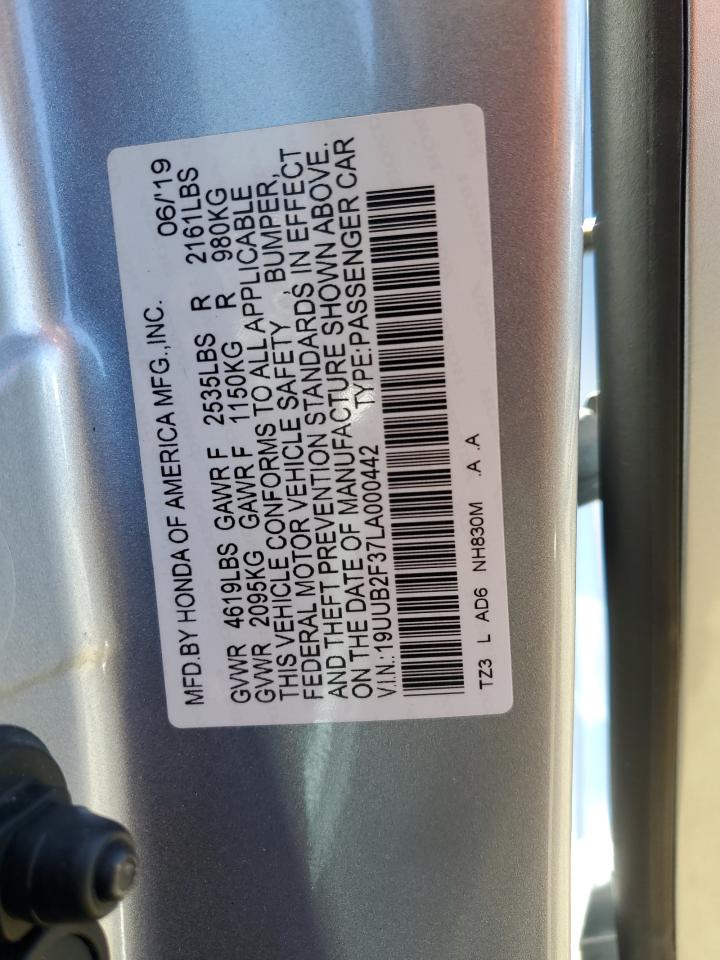 MFD.BY HONDA OF AMERICA MFG.,INC. 06/'19
GVWR 4619LBS GAWR F 2535LBS R 2161LBS
GVWR 2095KG GAWR F 1150KG R 980KG
THIS VEHICLE CONFORMS TO ALL APPLICABLE
FEDERAL MOTOR VEHICLE SAFETY , BUMPER,
AND THEFT PREVENTION STANDARDS IN EFFECT
ON THE DATE OF MANUFACTURE SHOWN ABOVE.
V.I.N.:19UUB2F37LA000442 TYPE:PASSENGER CAR
TZ3 L AD6 NH830M .A .A